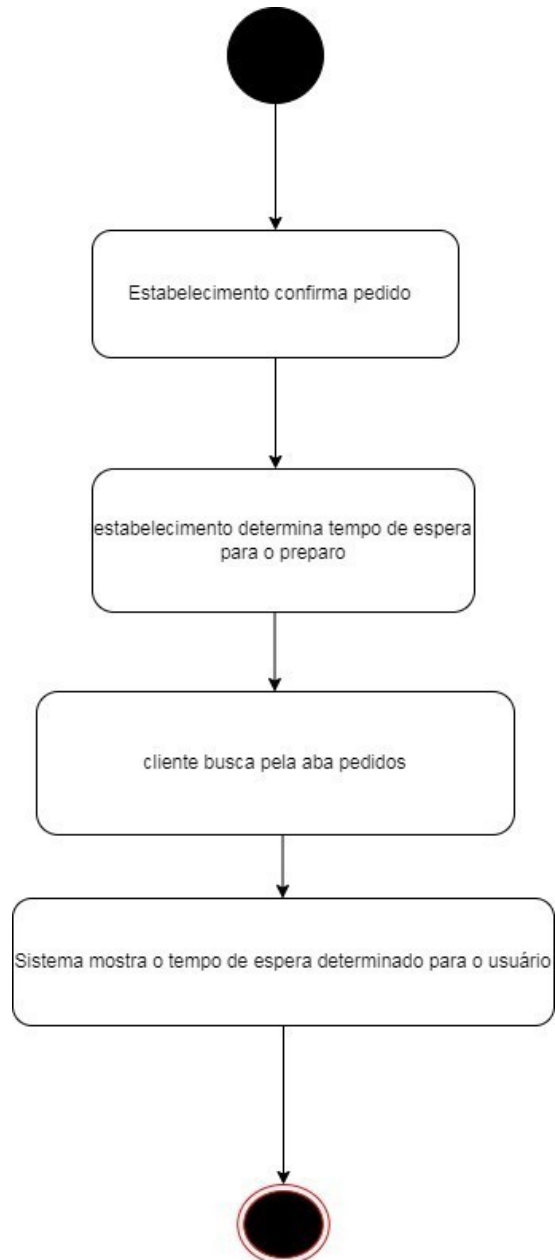 Estabelecimento confirma pedido
estabelecimento determina tempo de espera
para o preparo
cliente busca pela aba pedidos
Sistema mostra o tempo de espera determinado para o usuário